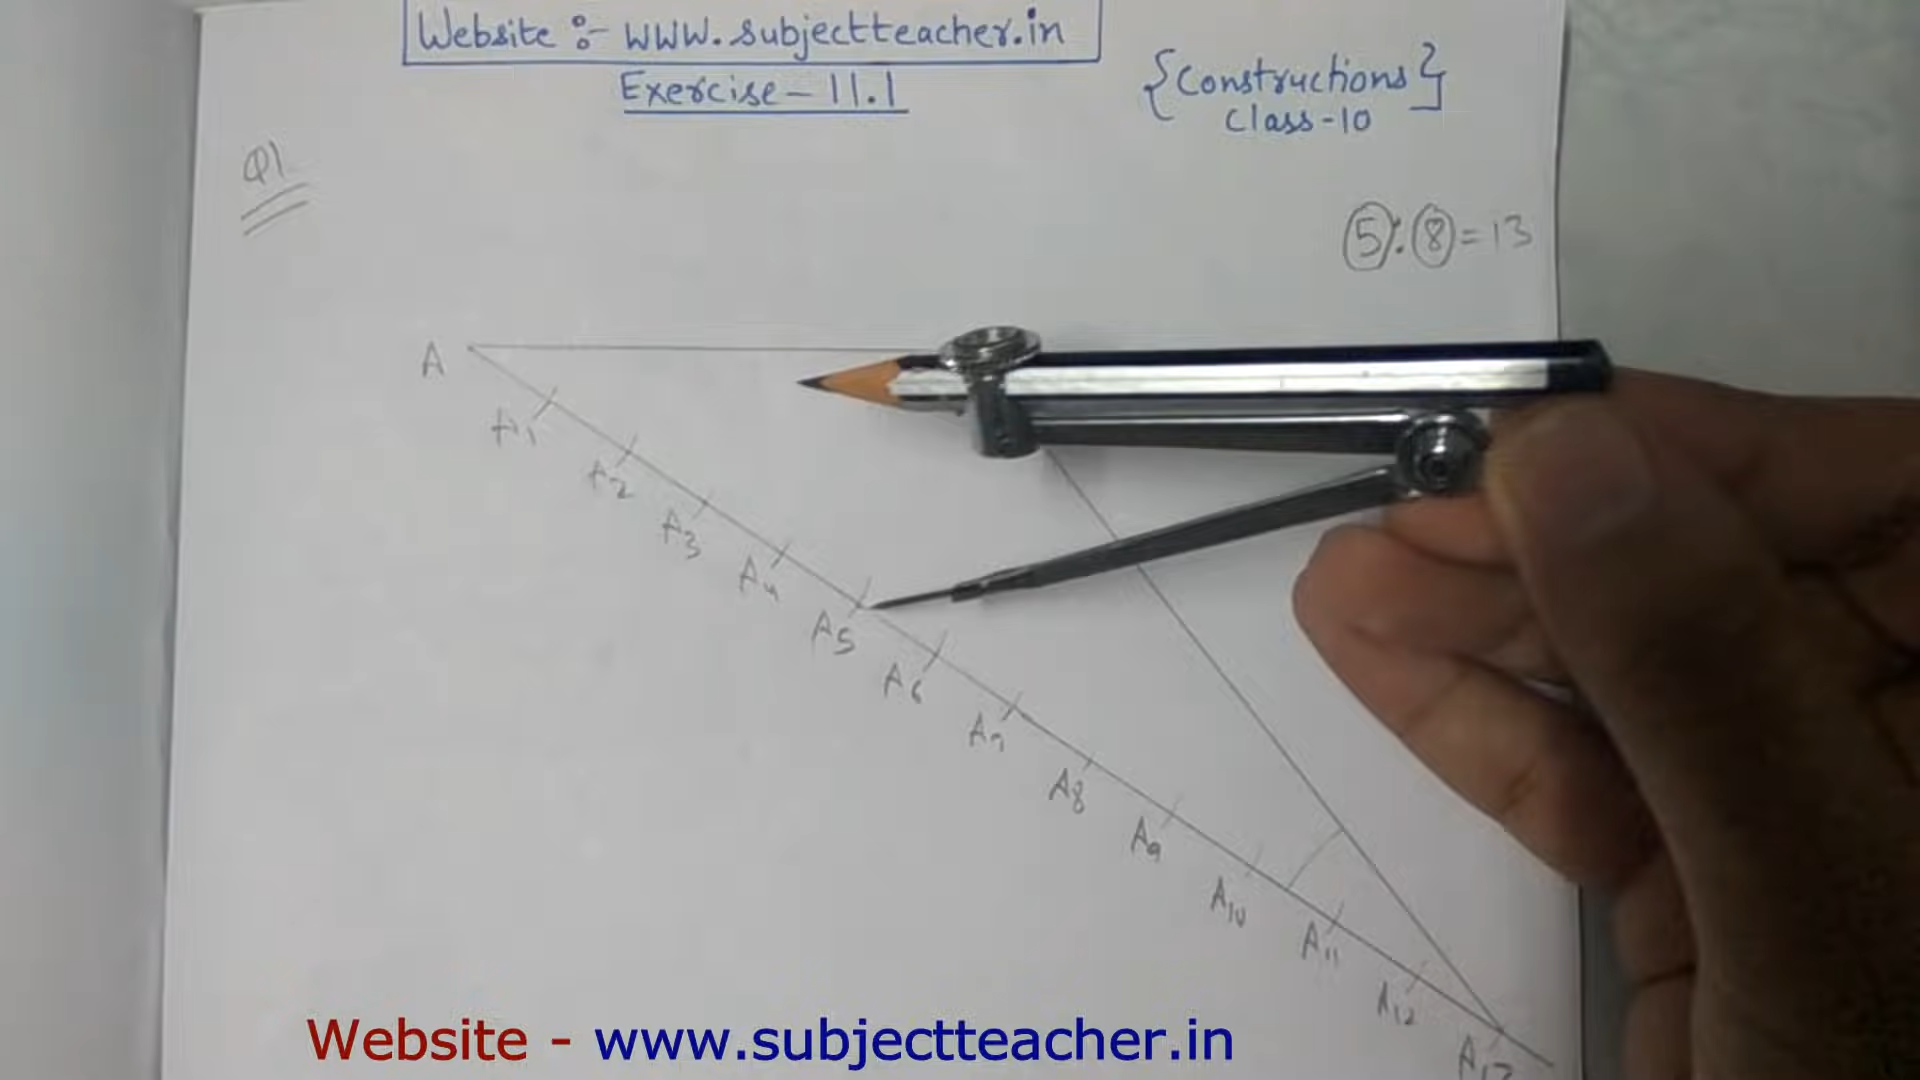 Website :- www.subjectteacher.in
Exercise - 11.1
{Constructions}
Class-10
Q1
5:8=13
A
A1
A2
A3
A4
A5
A6
A7
A8
A9
A10
A11
A12
A13
Website - www.subjectteacher.in